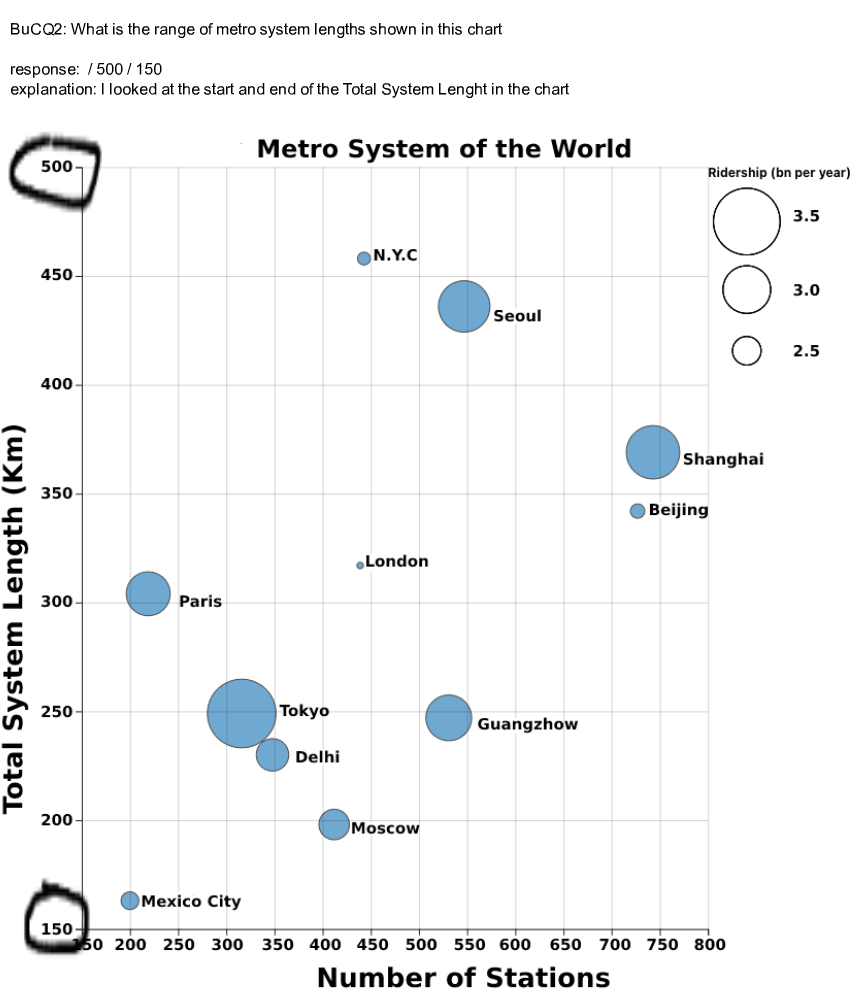 BuCQ2: What is the range of metro system lengths shown in this chart
response:  / 500 / 150
explanation: I looked at the start and end of the Total System Lenght in the chart
Metro System of the World
Ridership (bn per year)
3.5
3.0
2.5
Total System Length (Km)
500
450
400
350
300
250
200
150
N.Y.C
Seoul
Shanghai
Beijing
London
Paris
Tokyo
Guangzhow
Delhi
Moscow
Mexico City
150 200 250 300 350 400 450 500 550 600 650 700 750 800
Number of Stations